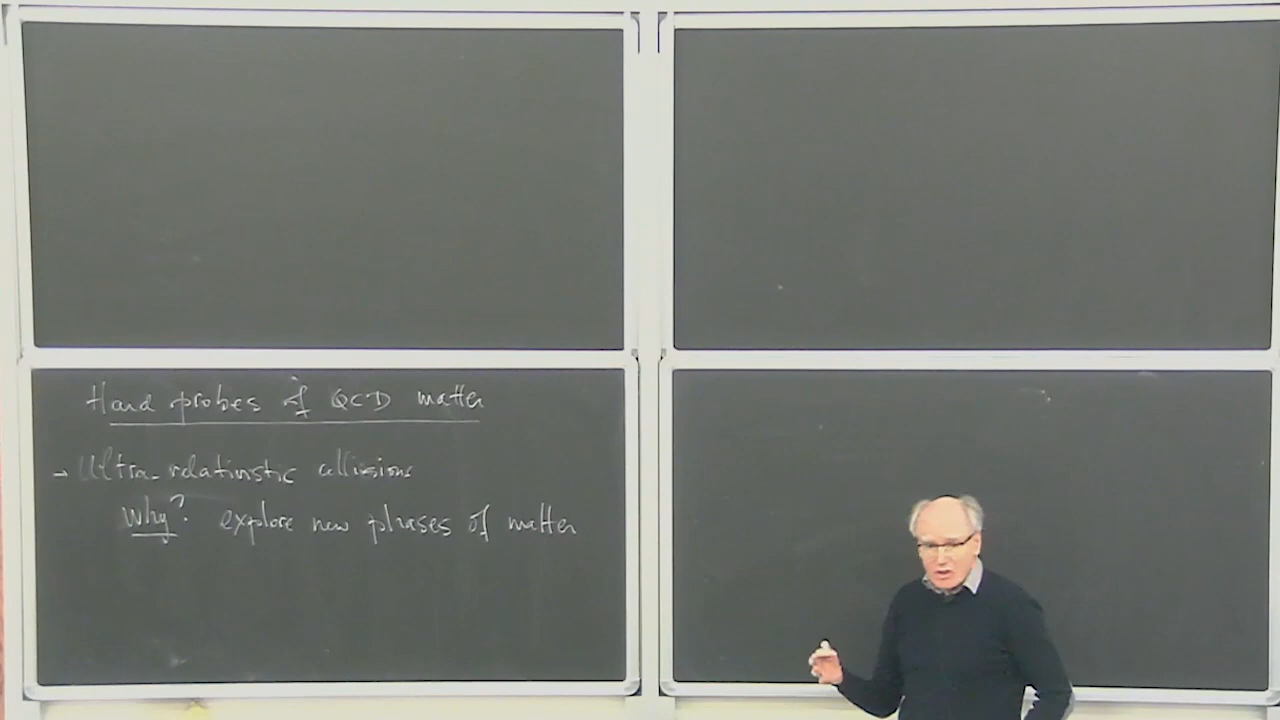 Hard probes of QCD matter
→ Ultra-relativistic collisions
Why? explore new phases of matter